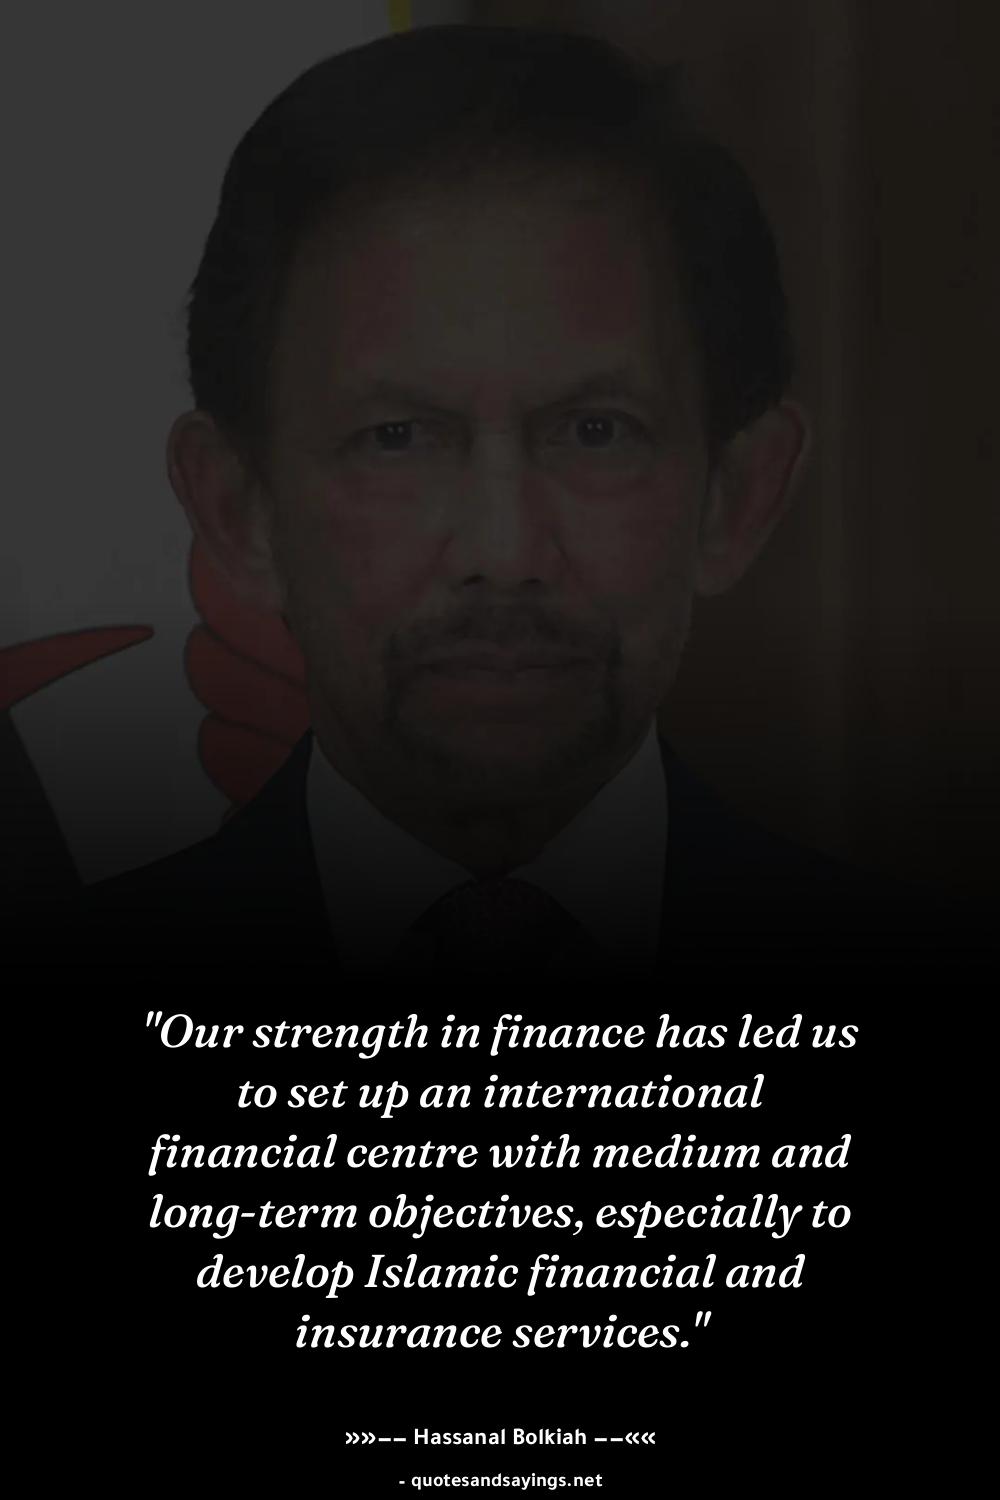 "Our strength in finance has led us
to set up an international
financial centre with medium and
long-term objectives, especially to
develop Islamic financial and
insurance services."
»»−− Hassanal Bolkiah −−««
- quotesandsayings.net